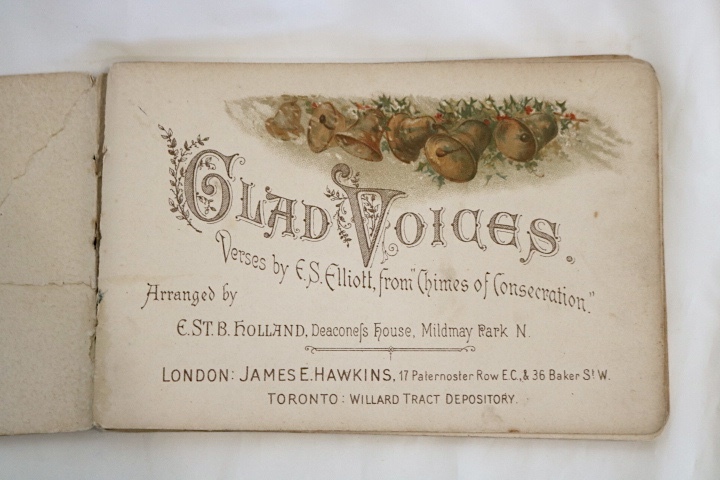 GLAD VOICES.
Verses by E.S. Elliott, from "Chimes of Consecration."
Arranged by
E. ST. B. HOLLAND, Deaconeſs House, Mildmay Park N.
LONDON: JAMES E. HAWKINS, 17 Paternoster Row E.C., & 36 Baker St W.
TORONTO: WILLARD TRACT DEPOSITORY.